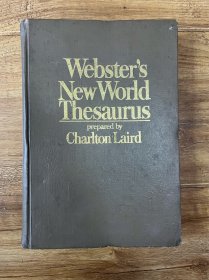 Webster's
New World
Thesaurus
prepared by
Charlton Laird